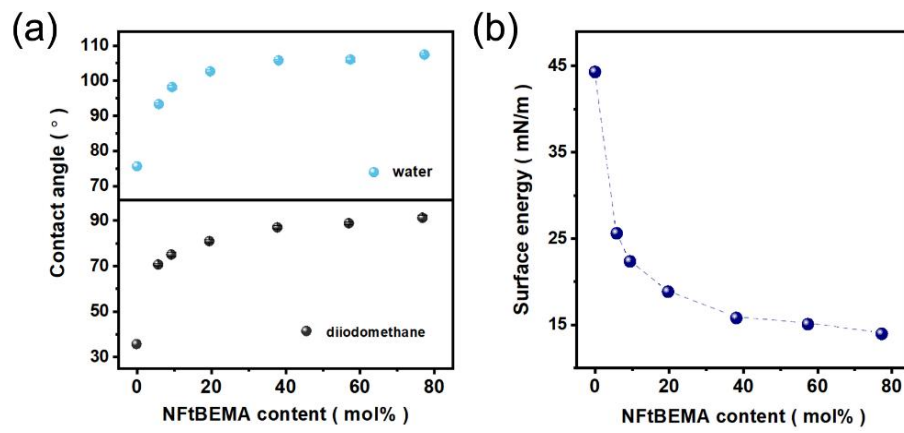 (a)
110
100
90
80
70
water
90
70
50
30
diiodomethane
Contact angle ( ° )
0 20 40 60 80
NFtBEMA content ( mol% )
(b)
45
35
25
15
Surface energy ( mN/m )
0 20 40 60 80
NFtBEMA content ( mol% )